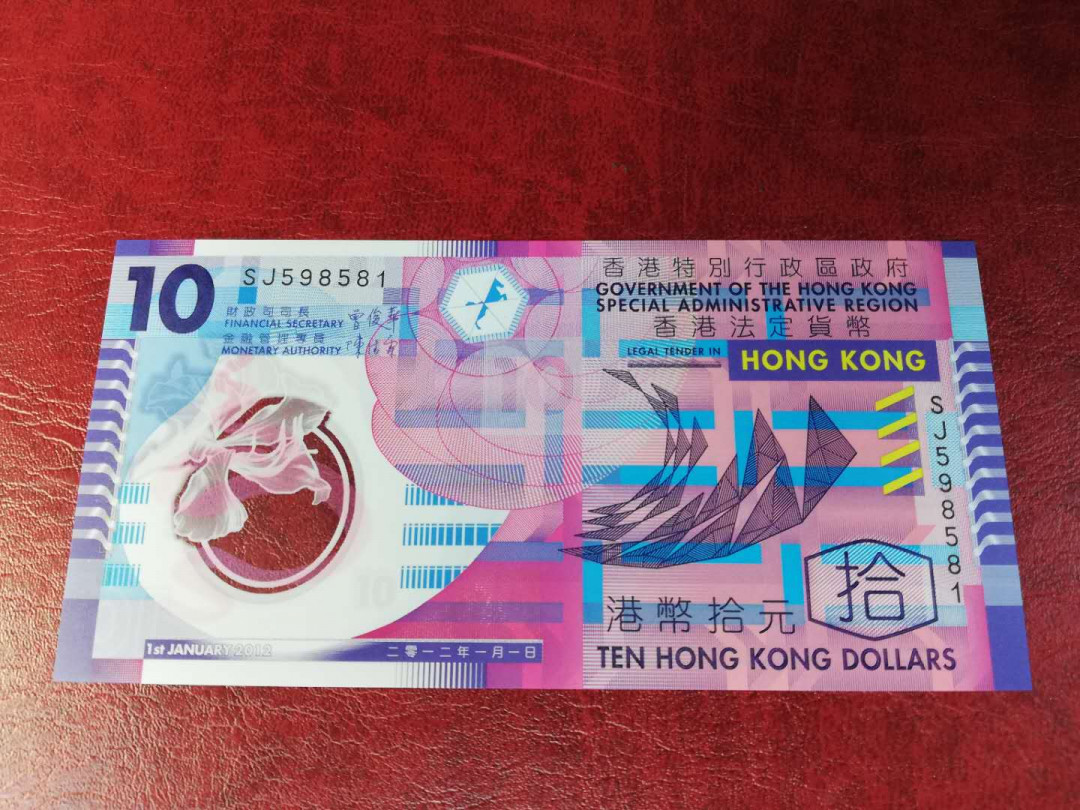 10
SJ598581
財政司司長
FINANCIAL SECRETARY
金融管理專員
MONETARY AUTHORITY
香港特別行政區政府
GOVERNMENT OF THE HONG KONG
SPECIAL ADMINISTRATIVE REGION
香港法定貨幣
LEGAL TENDER IN
HONG KONG
SJ598581
10
港幣拾元
拾
TEN HONG KONG DOLLARS
1st JANUARY 2012
二零一二年一月一日